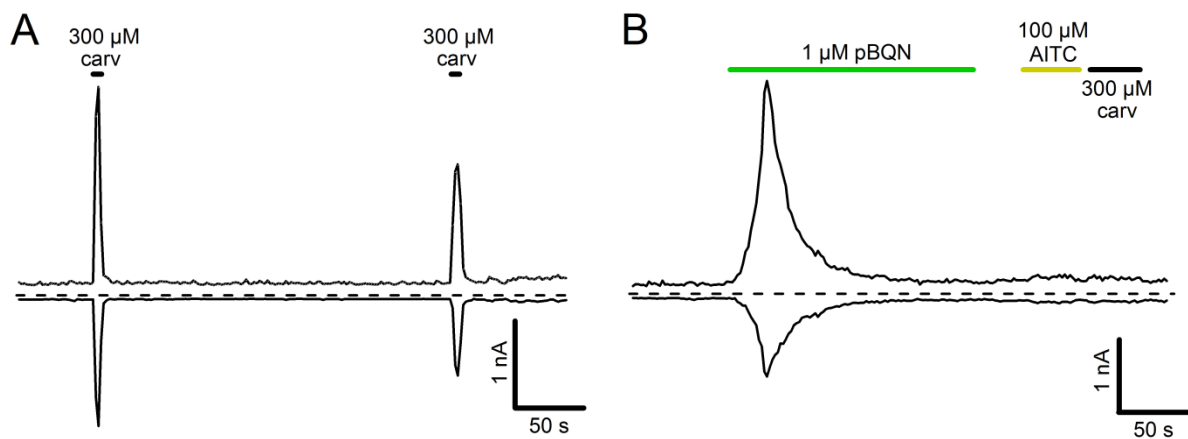 A
300 µM
carv
300 µM
carv
1 nA
50 s
B
1 µM pBQN
100 µM
AITC
300 µM
carv
1 nA
50 s